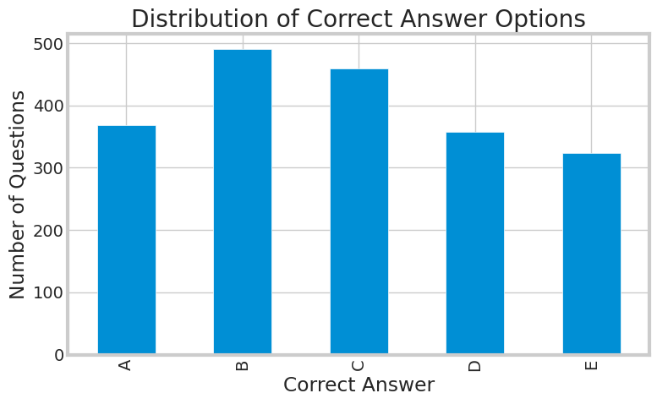 Distribution of Correct Answer Options
Number of Questions
500
400
300
200
100
0
A
B
C
D
E
Correct Answer